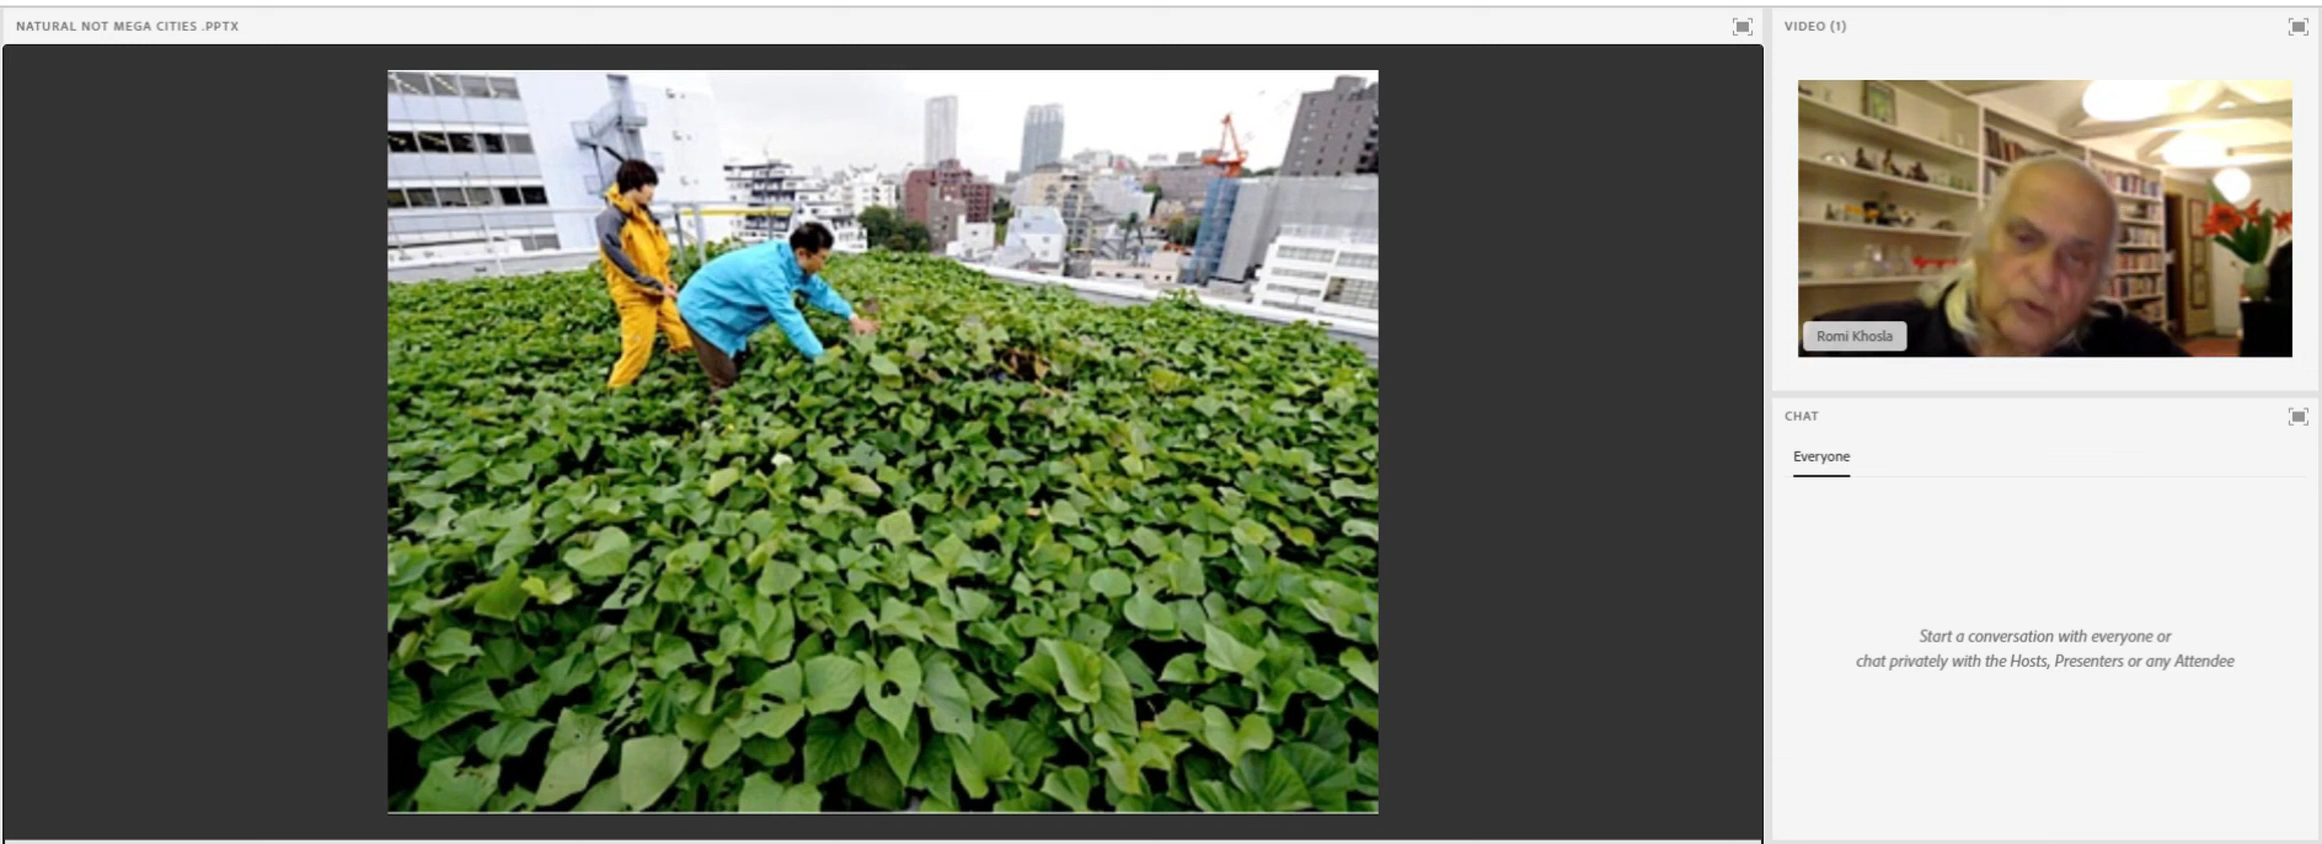 NATURAL NOT MEGA CITIES .PPTX
VIDEO (1)
Romi Khosla
CHAT
Everyone
Start a conversation with everyone or
chat privately with the Hosts, Presenters or any Attendee